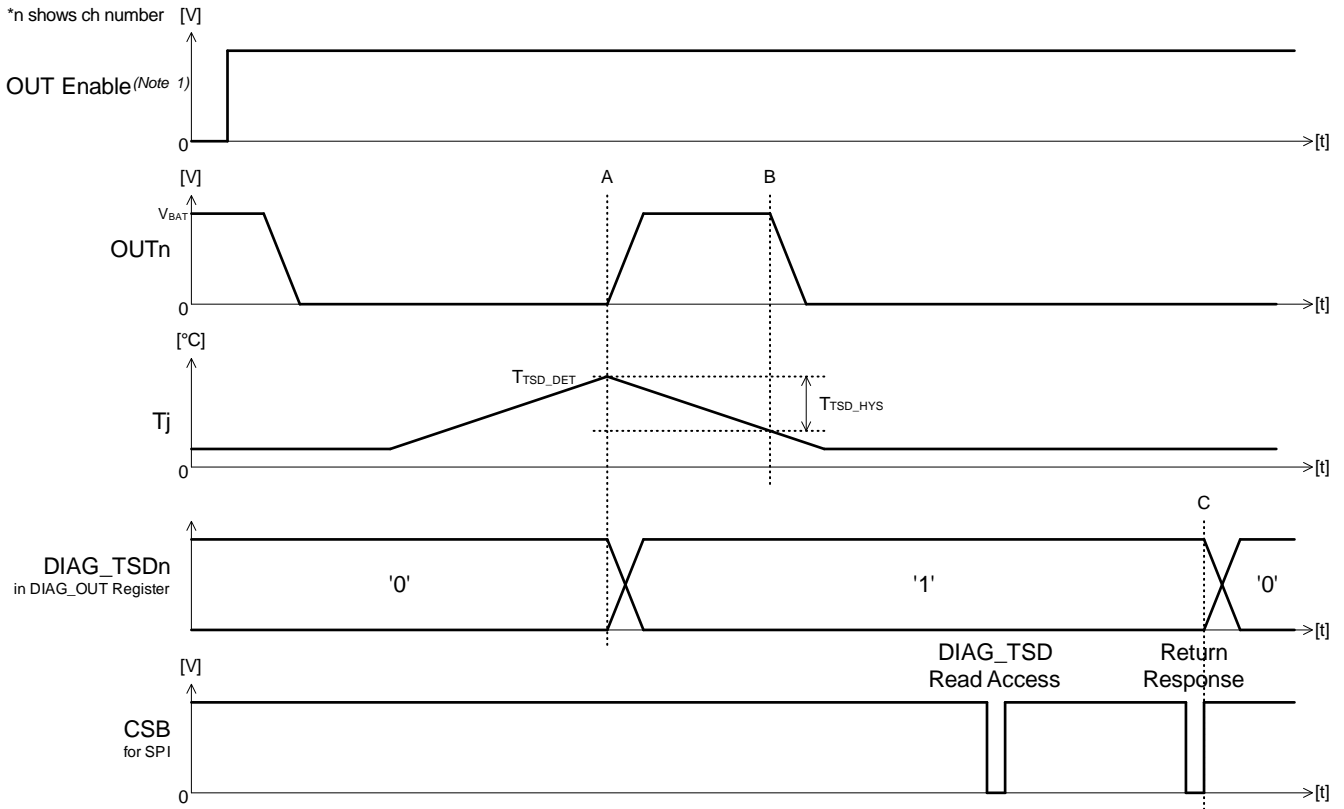 *n shows ch number [V]
OUT Enable (Note 1)
0
[t]
[V]
A
B
VBAT
OUTn
0
[t]
[°C]
TTSD_DET
TTSD_HYS
Tj
0
[t]
C
DIAG_TSDn
in DIAG_OUT Register
'0'
'1'
'0'
[t]
[V]
DIAG_TSD
Read Access
Return
Response
CSB
for SPI
0
[t]